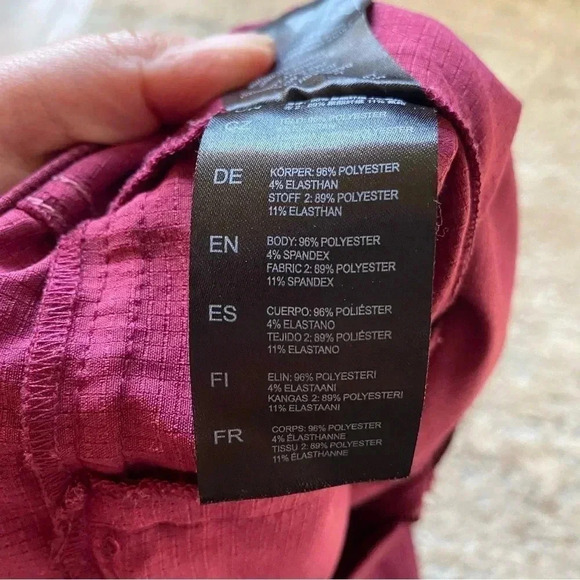 DE
KÖRPER: 96% POLYESTER
4% ELASTHAN
STOFF 2: 89% POLYESTER
11% ELASTHAN
EN
BODY: 96% POLYESTER
4% SPANDEX
FABRIC 2: 89% POLYESTER
11% SPANDEX
ES
CUERPO: 96% POLIÉSTER
4% ELASTANO
TEJIDO 2: 89% POLIÉSTER
11% ELASTANO
FI
ELIN: 96% POLYESTERI
4% ELASTAANI
KANGAS 2: 89% POLYESTERI
11% ELASTAANI
FR
CORPS: 96% POLYESTER
4% ÉLASTHANNE
TISSU 2: 89% POLYESTER
11% ÉLASTHANNE